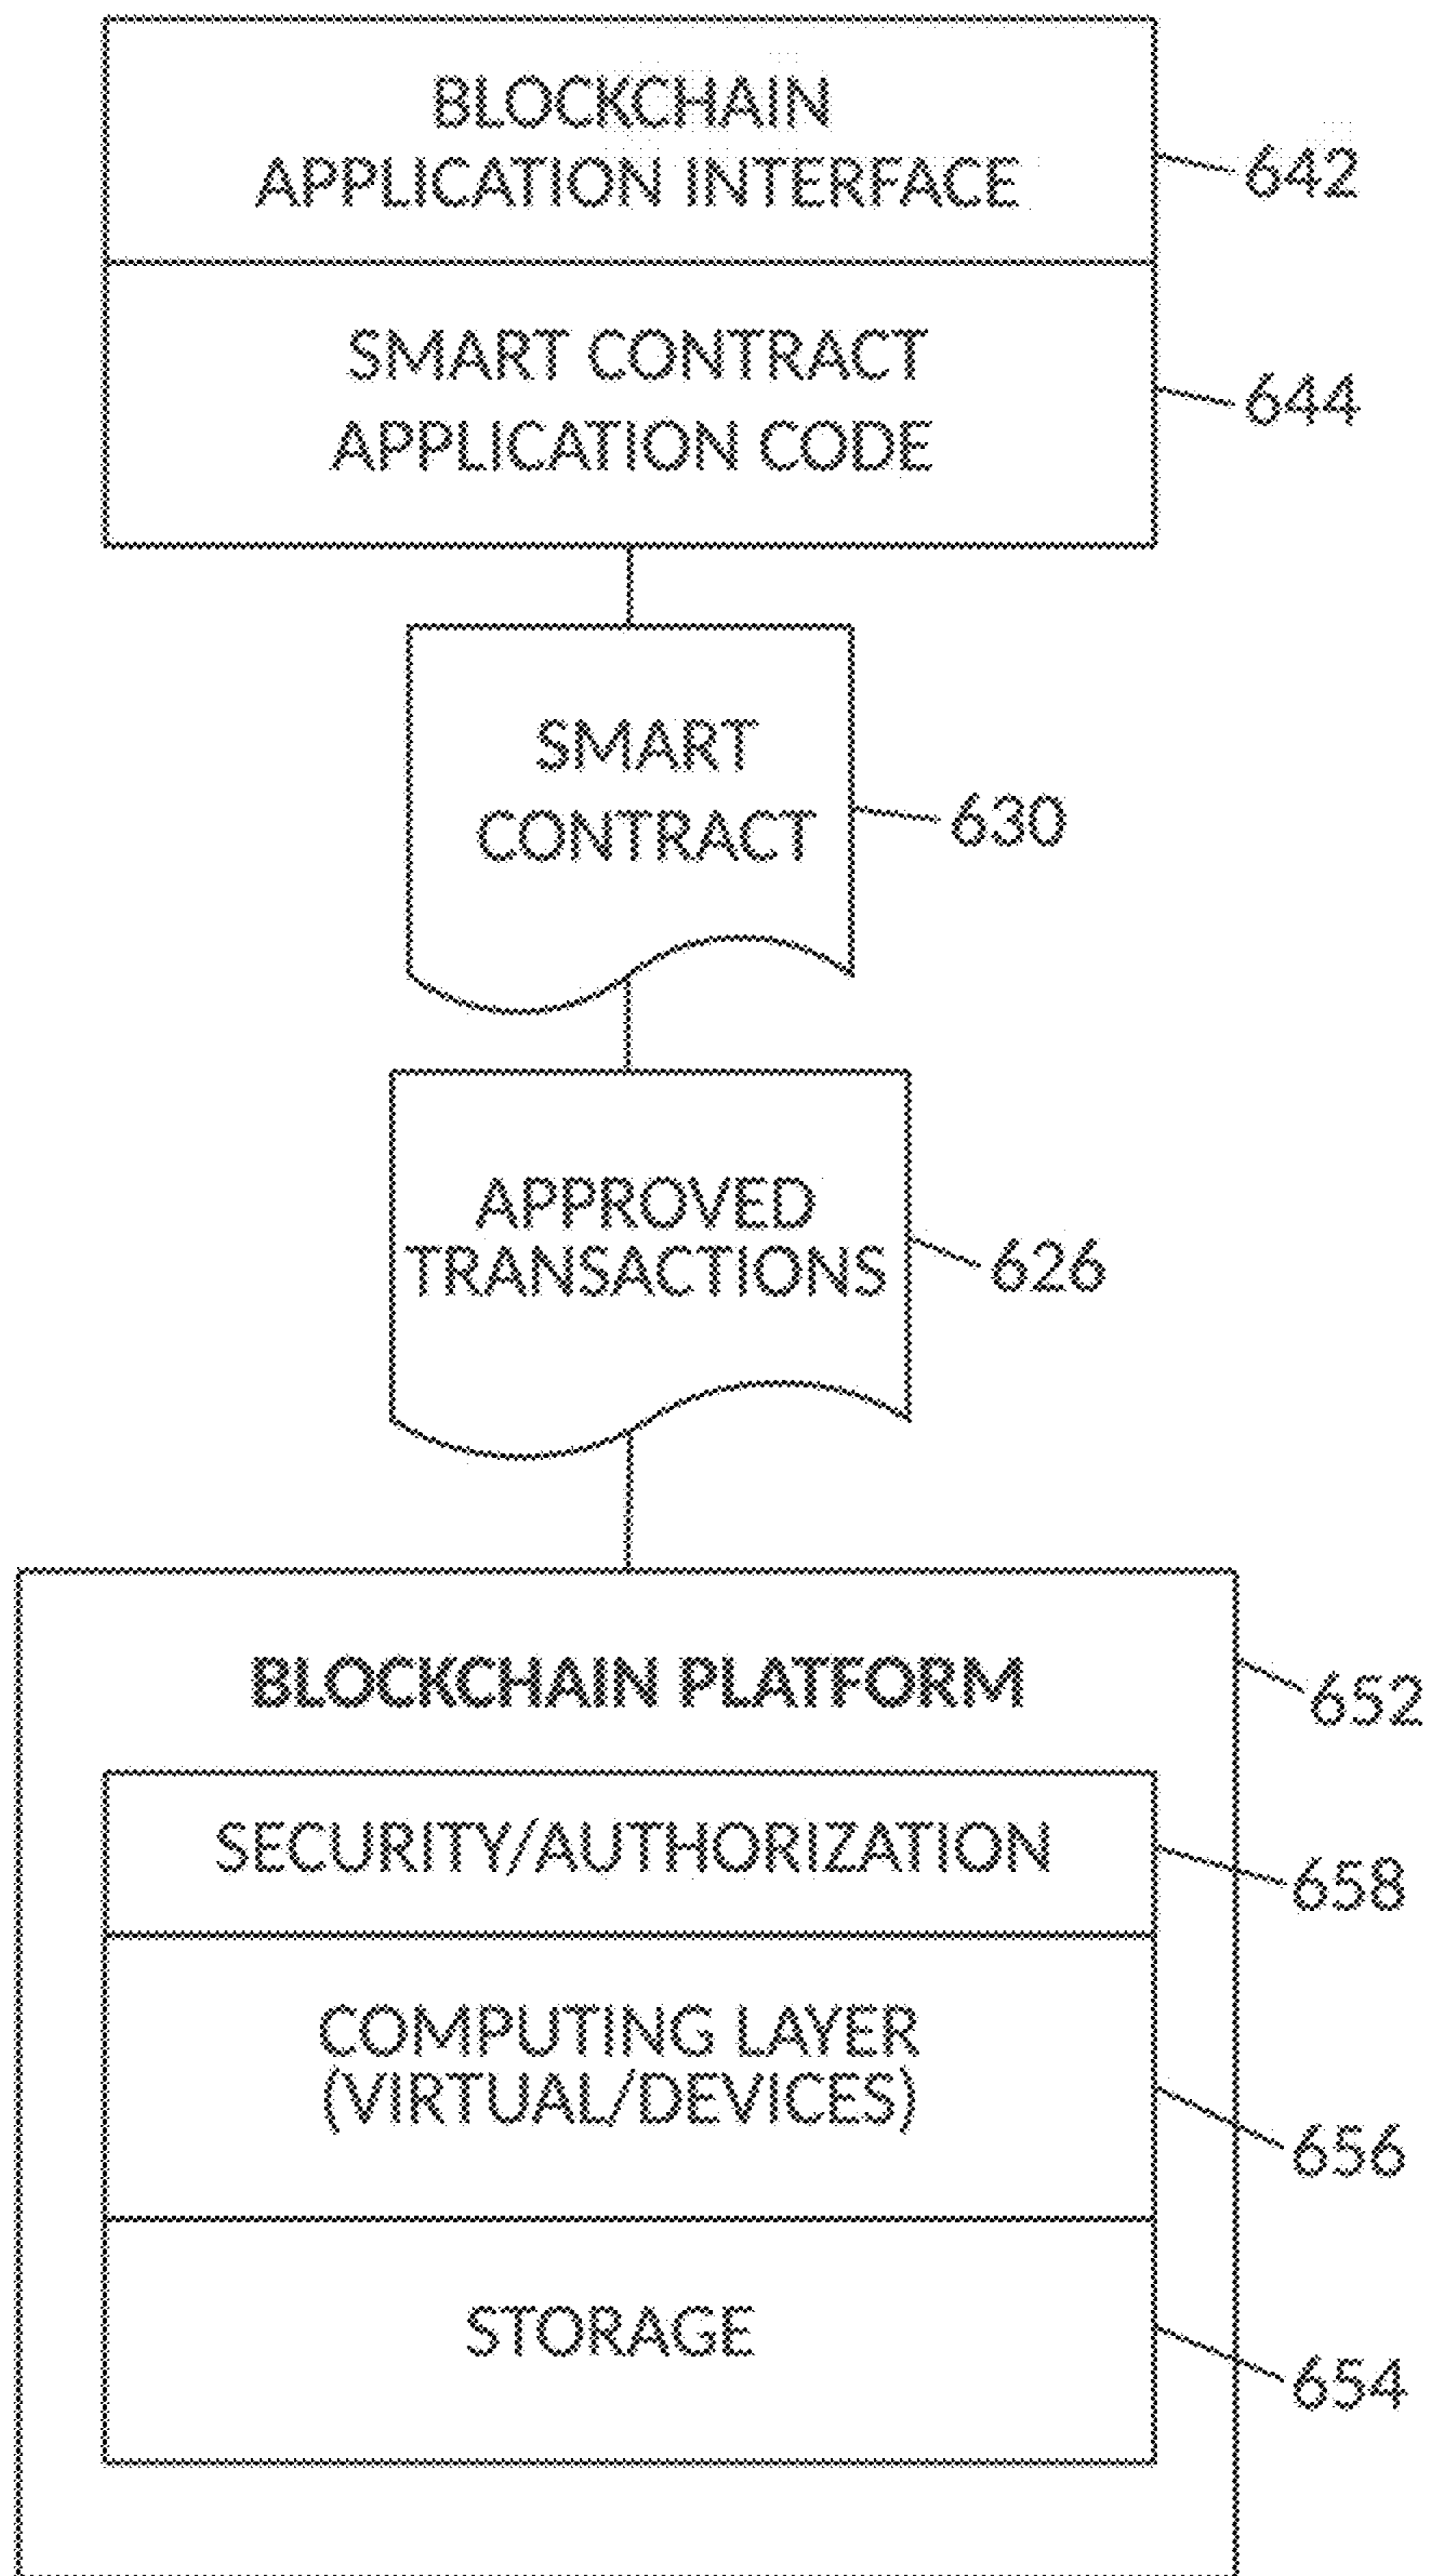 BLOCKCHAIN
APPLICATION INTERFACE
642
SMART CONTRACT
APPLICATION CODE
644
SMART
CONTRACT
630
APPROVED
TRANSACTIONS
626
BLOCKCHAIN PLATFORM
652
SECURITY/AUTHORIZATION
658
COMPUTING LAYER
(VIRTUAL/DEVICES)
656
STORAGE
654